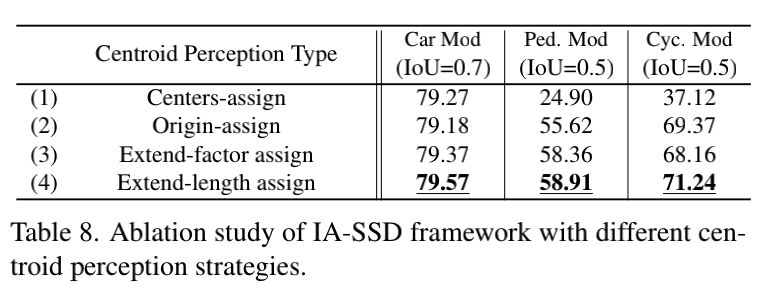 Centroid Perception Type Car Mod (IoU=0.7) Ped. Mod (IoU=0.5) Cyc. Mod (IoU=0.5)
(1) Centers-assign 79.27 24.90 37.12
(2) Origin-assign 79.18 55.62 69.37
(3) Extend-factor assign 79.37 58.36 68.16
(4) Extend-length assign 79.57 58.91 71.24
Table 8. Ablation study of IA-SSD framework with different cen-
troid perception strategies.